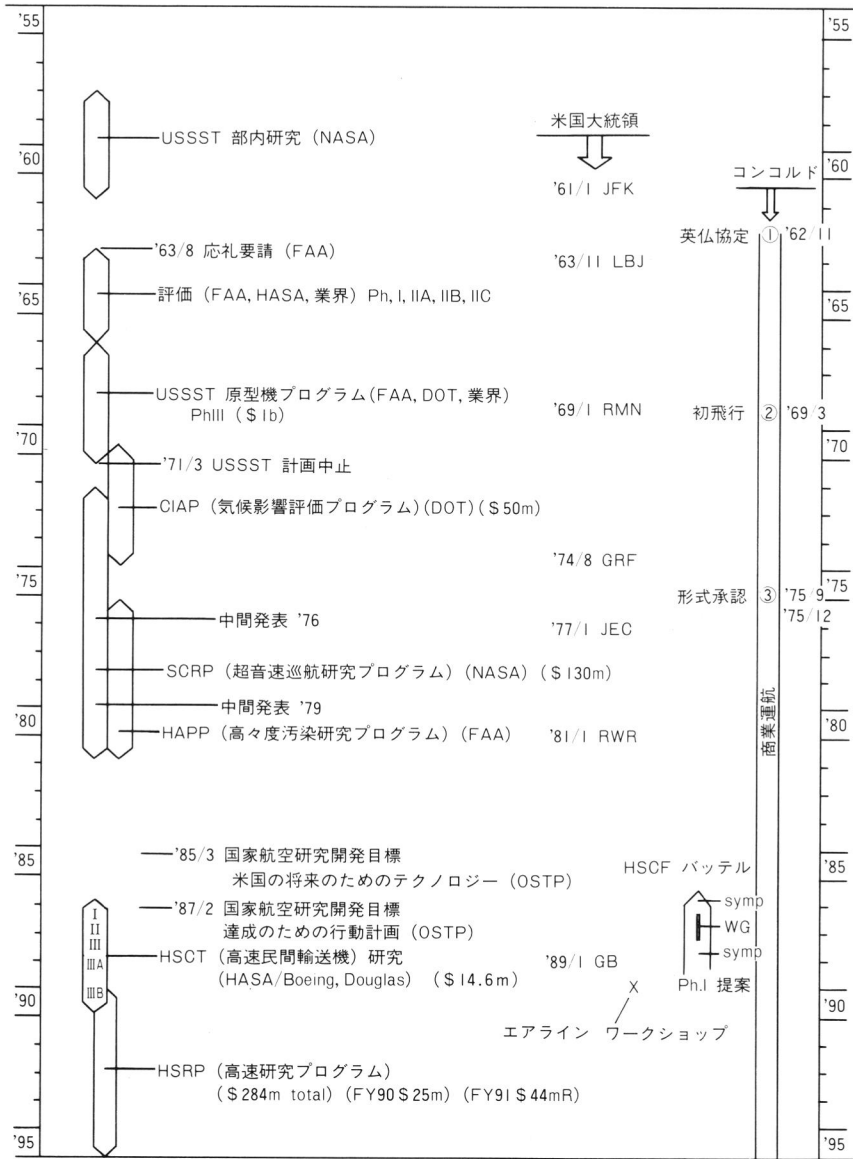 '55
'60
'65
'70
'75
'80
'85
'90
'95
USSST 部内研究 (NASA)
'63/8 応礼要請 (FAA)
評価 (FAA, HASA, 業界) Ph, I, IIA, IIB, IIC
USSST 原型機プログラム(FAA, DOT, 業界)
PhIII ($1b)
'71/3 USSST 計画中止
CIAP (気候影響評価プログラム)(DOT) ($50m)
中間発表 '76
SCRP (超音速巡航研究プログラム) (NASA) ($130m)
中間発表 '79
HAPP (高々度汚染研究プログラム) (FAA)
'85/3 国家航空研究開発目標
米国の将来のためのテクノロジー (OSTP)
'87/2 国家航空研究開発目標
達成のための行動計画 (OSTP)
I
II
III
IIIA
IIIB
HSCT (高速民間輸送機) 研究
(HASA/Boeing, Douglas) ($14.6m)
HSRP (高速研究プログラム)
($284m total) (FY90$25m) (FY91$44mR)
米国大統領
'61/1 JFK
'63/11 LBJ
'69/1 RMN
'74/8 GRF
'77/1 JEC
'81/1 RWR
'89/1 GB
X
エアライン ワークショップ
コンコルド
英仏協定 ① '62/11
初飛行 ② '69/3
形式承認 ③ '75/9
'75/12
商業運航
HSCF バッテル
symp
WG
symp
Ph.I 提案
'55
'60
'65
'70
'75
'80
'85
'90
'95